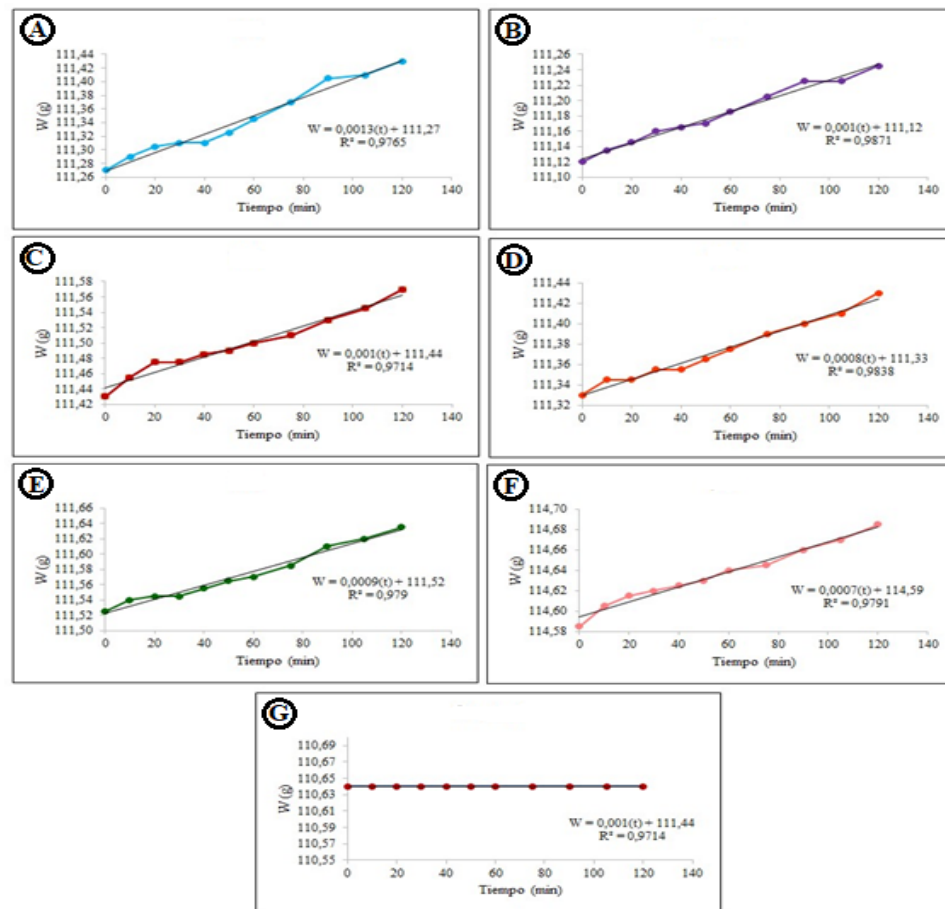 A
111,44
111,42
111,40
111,38
111,36
111,34
111,32
111,30
111,28
111,26
W (g)
W = 0,0013(t) + 111,27
R² = 0,9765
0 20 40 60 80 100 120 140
Tiempo (min)
B
111,26
111,24
111,22
111,20
111,18
111,16
111,14
111,12
111,10
W (g)
W = 0,001(t) + 111,12
R² = 0,9871
0 20 40 60 80 100 120 140
Tiempo (min)
C
111,58
111,56
111,54
111,52
111,50
111,48
111,46
111,44
111,42
W (g)
W = 0,001(t) + 111,44
R² = 0,9714
0 20 40 60 80 100 120 140
Tiempo (min)
D
111,44
111,42
111,40
111,38
111,36
111,34
111,32
W (g)
W = 0,0008(t) + 111,33
R² = 0,9838
0 20 40 60 80 100 120 140
Tiempo (min)
E
111,66
111,64
111,62
111,60
111,58
111,56
111,54
111,52
111,50
W (g)
W = 0,0009(t) + 111,52
R² = 0,979
0 20 40 60 80 100 120 140
Tiempo (min)
F
114,70
114,68
114,66
114,64
114,62
114,60
114,58
W (g)
W = 0,0007(t) + 114,59
R² = 0,9791
0 20 40 60 80 100 120 140
Tiempo (min)
G
110,69
110,67
110,65
110,63
110,61
110,59
110,57
110,55
W (g)
W = 0,001(t) + 111,44
R² = 0,9714
0 20 40 60 80 100 120 140
Tiempo (min)